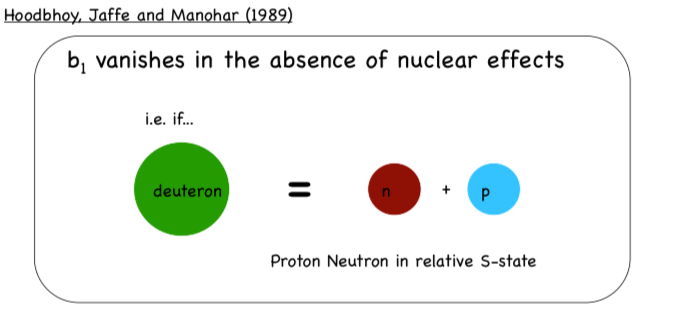 Hoodbhoy, Jaffe and Manohar (1989)
b₁ vanishes in the absence of nuclear effects
i.e. if...
deuteron = n + p
Proton Neutron in relative S-state